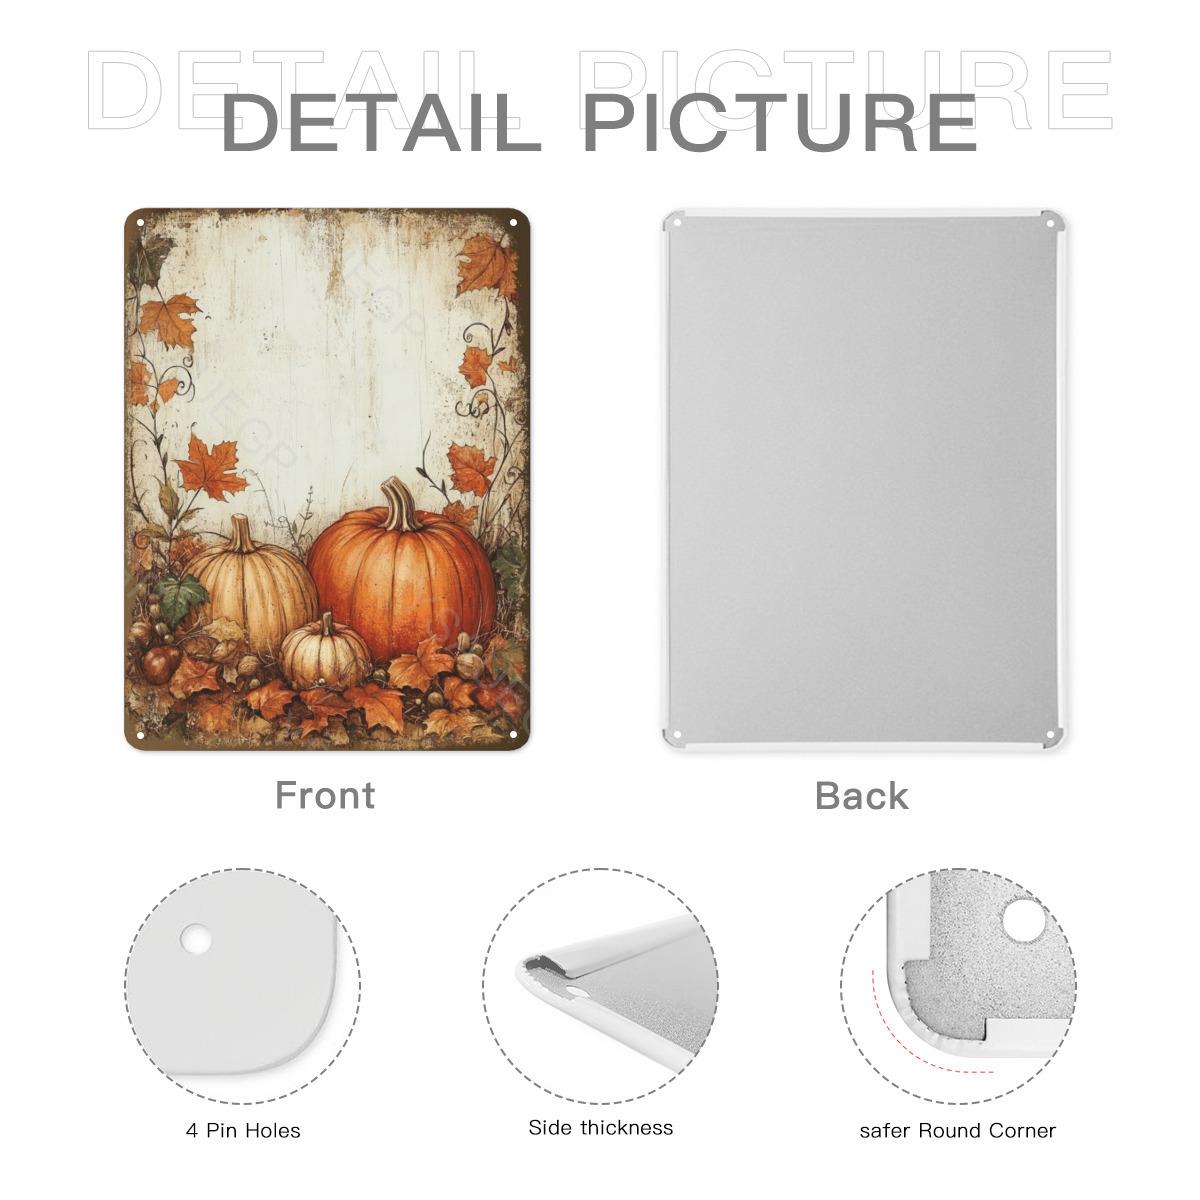 DETAIL PICTURE
DETAIL PICTURE
Front
Back
4 Pin Holes
Side thickness
safer Round Corner